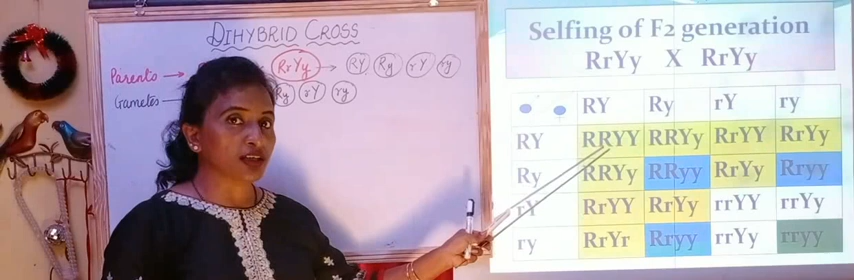 DIHYBRID CROSS
Parents → RrYy → RY Ry rY ry
Gametes Ry rY ry
Selfing of F2 generation
RrYy X RrYy
RY Ry rY ry
RY RRYY RRYy RrYY RrYy
Ry RRYy RRyy RrYy Rryy
rY RrYY RrYy rrYY rrYy
ry RrYr Rryy rrYy rryy